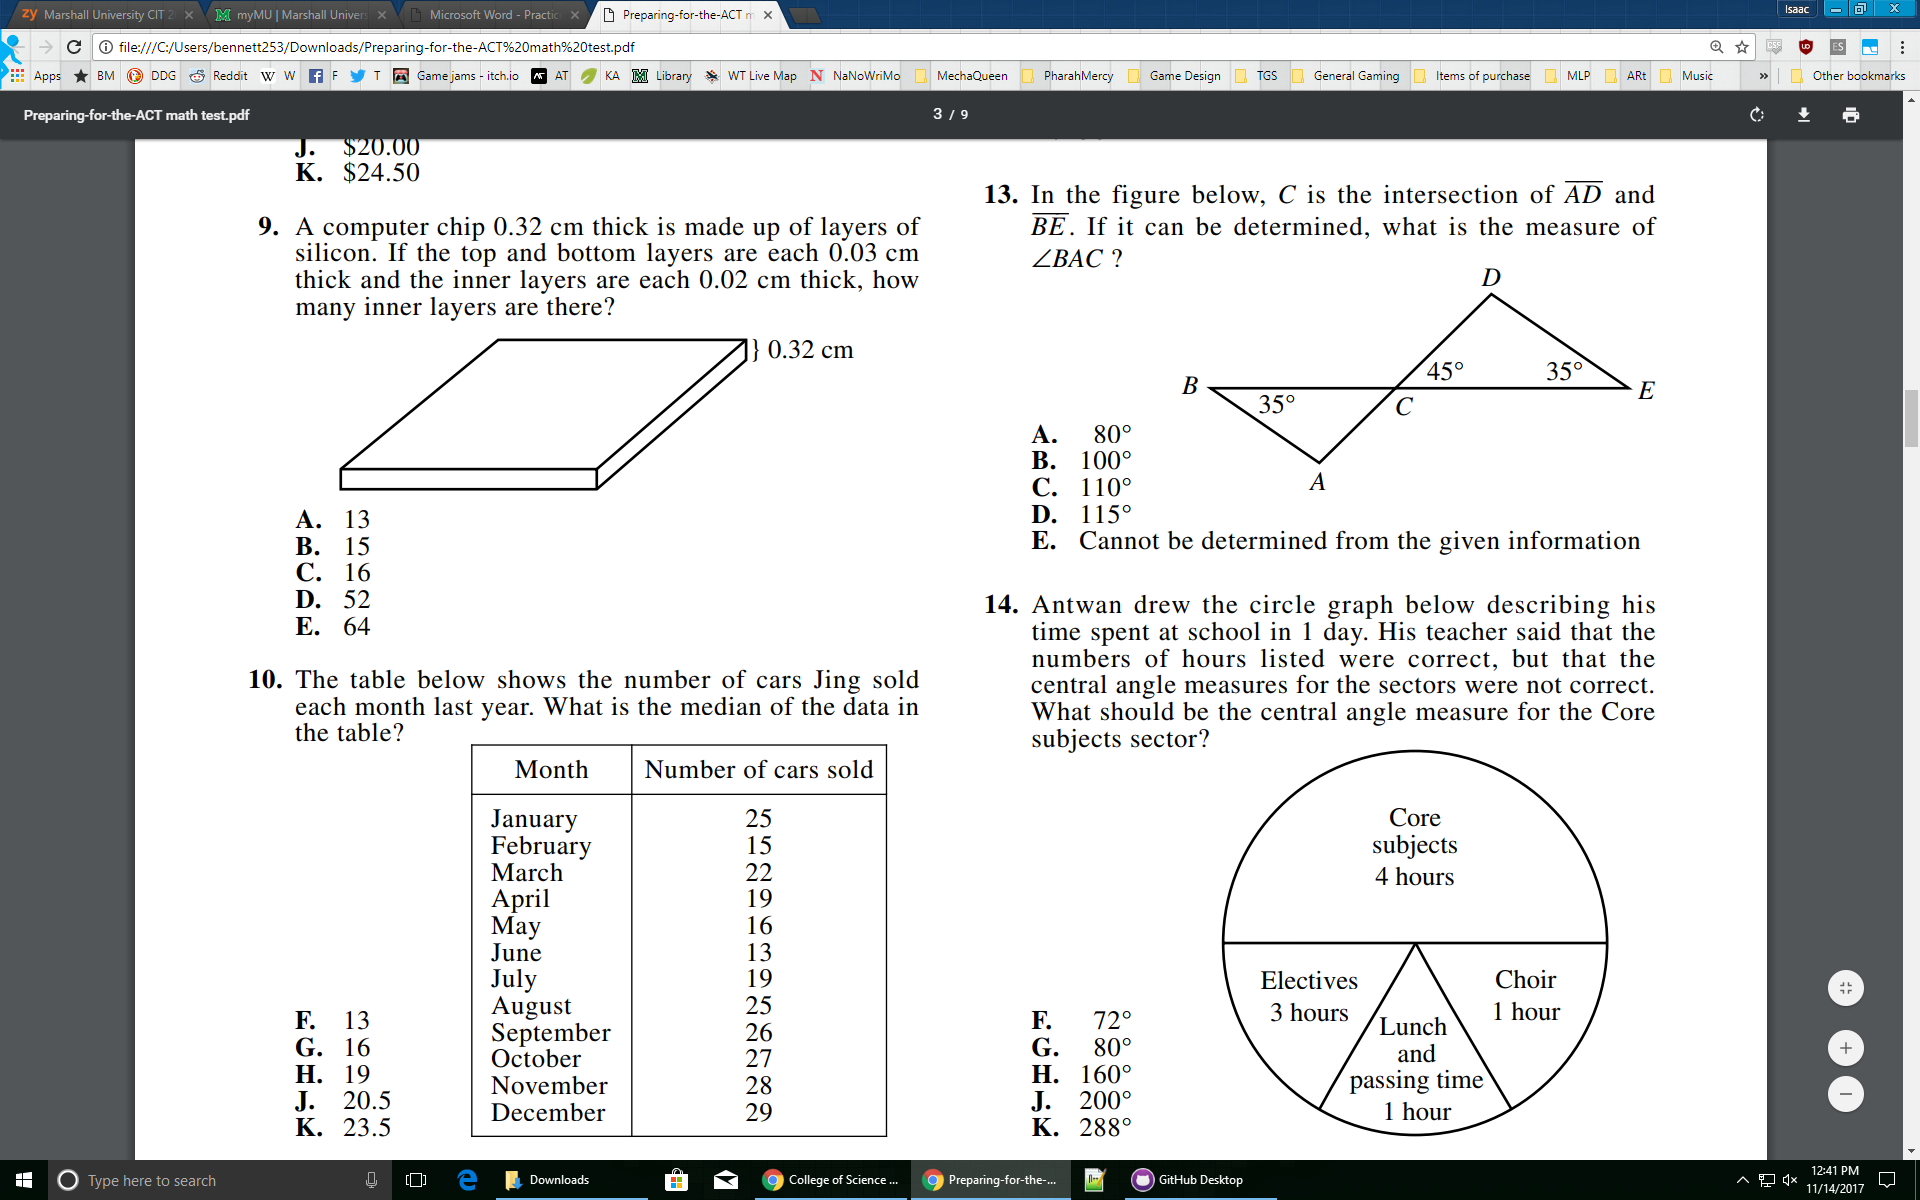 Marshall University CIT 2
myMU | Marshall Univers
Microsoft Word - Practic
Preparing-for-the-ACT m
Isaac
file:///C:/Users/bennett253/Downloads/Preparing-for-the-ACT%20math%20test.pdf
Apps BM DDG Reddit W W F T Game jams - itch.io AT KA Library WT Live Map NaNoWriMo MechaQueen PharahMercy Game Design TGS General Gaming Items of purchase MLP ARt Music » Other bookmarks
Preparing-for-the-ACT math test.pdf
3 / 9
J. $20.00
K. $24.50
9. A computer chip 0.32 cm thick is made up of layers of
silicon. If the top and bottom layers are each 0.03 cm
thick and the inner layers are each 0.02 cm thick, how
many inner layers are there?
} 0.32 cm
A. 13
B. 15
C. 16
D. 52
E. 64
10. The table below shows the number of cars Jing sold
each month last year. What is the median of the data in
the table?
Month Number of cars sold
January 25
February 15
March 22
April 19
May 16
June 13
July 19
August 25
September 26
October 27
November 28
December 29
F. 13
G. 16
H. 19
J. 20.5
K. 23.5
13. In the figure below, C is the intersection of AD and
BE. If it can be determined, what is the measure of
∠BAC ?
D
45° 35°
B
E
35°
C
A
A. 80°
B. 100°
C. 110°
D. 115°
E. Cannot be determined from the given information
14. Antwan drew the circle graph below describing his
time spent at school in 1 day. His teacher said that the
numbers of hours listed were correct, but that the
central angle measures for the sectors were not correct.
What should be the central angle measure for the Core
subjects sector?
Core
subjects
4 hours
Electives
3 hours
Lunch
and
passing time
1 hour
Choir
1 hour
F. 72°
G. 80°
H. 160°
J. 200°
K. 288°
Type here to search
Downloads
College of Science ...
Preparing-for-the-...
GitHub Desktop
12:41 PM
11/14/2017